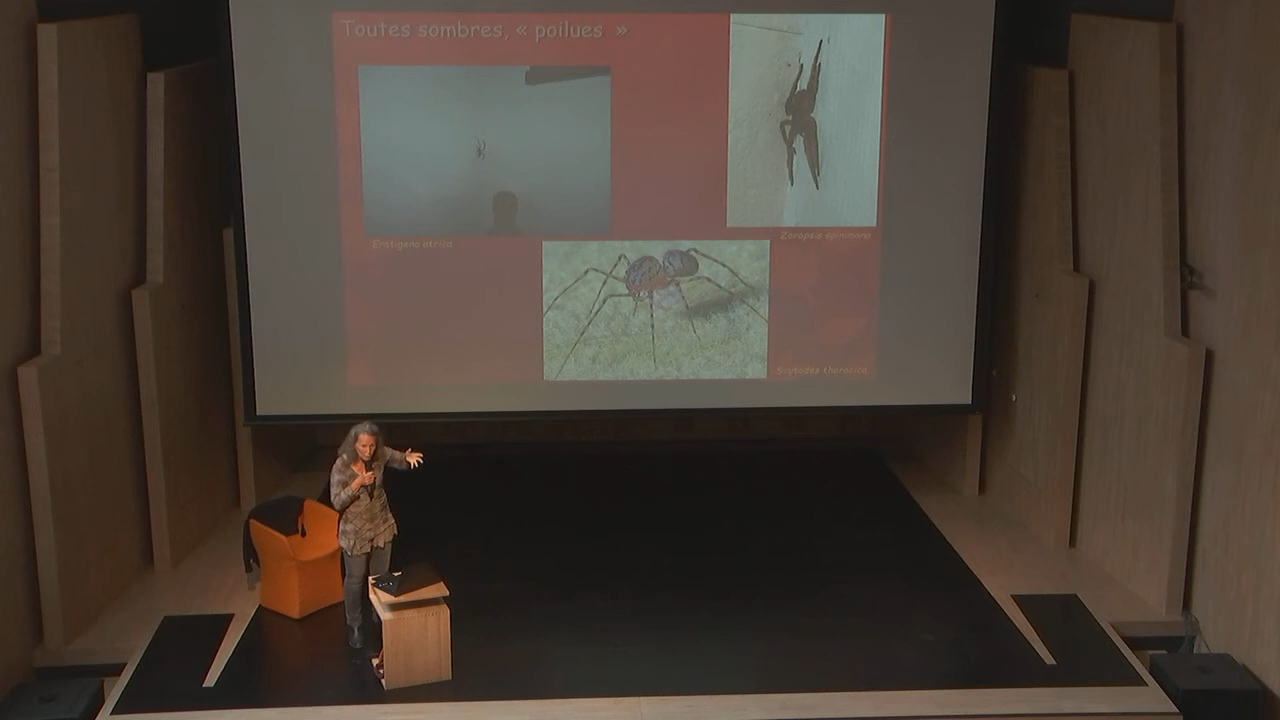 Toutes sombres, « poilues »
Eratigena atrica
Zoropsis spinimana
Scytodes thoracica